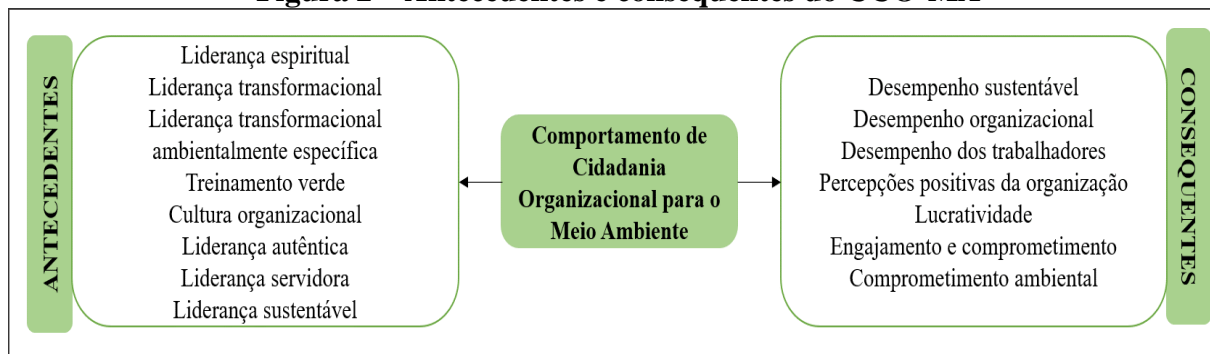 ANTECEDENTES
Liderança espiritual
Liderança transformacional
Liderança transformacional
ambientalmente específica
Treinamento verde
Cultura organizacional
Liderança autêntica
Liderança servidora
Liderança sustentável
Comportamento de
Cidadania
Organizacional para o
Meio Ambiente
Desempenho sustentável
Desempenho organizacional
Desempenho dos trabalhadores
Percepções positivas da organização
Lucratividade
Engajamento e comprometimento
Comprometimento ambiental
CONSEQUENTES